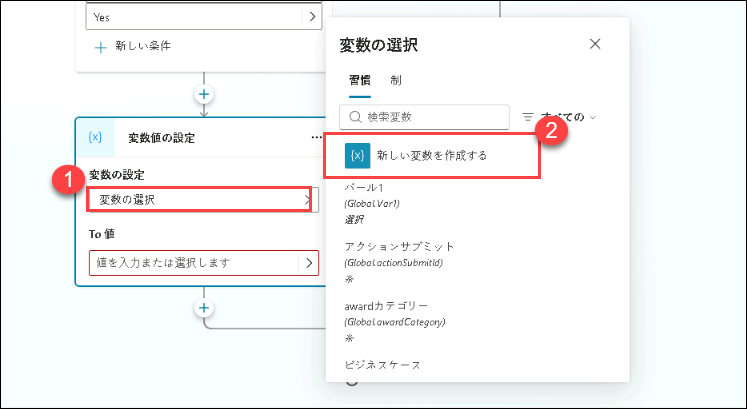 Yes
新しい条件
変数値の設定
変数の設定
1
変数の選択
To 値
値を入力または選択します
変数の選択
習慣 制
検索変数
すべての
2
{x} 新しい変数を作成する
バール1
(Global.Var1)
選択
アクションサブミット
(Global.actionSubmitId)
※
awardカテゴリー
(Global.awardCategory)
※
ビジネスケース